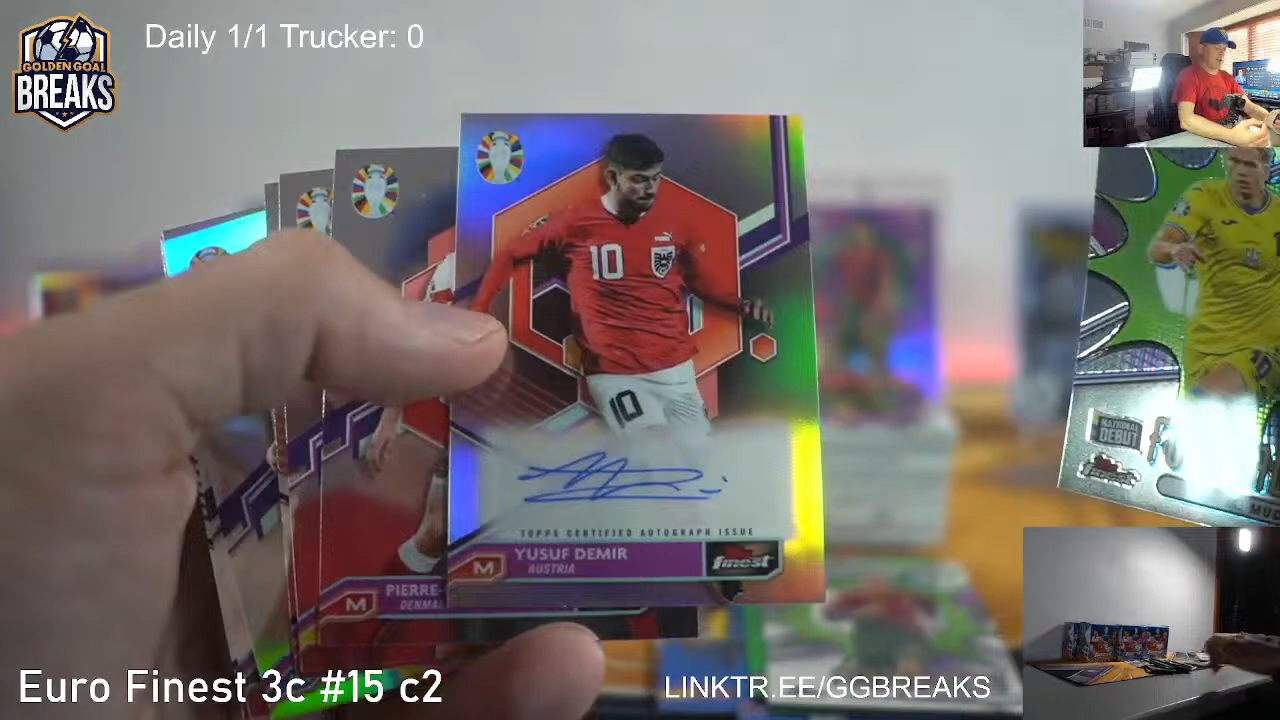 Daily 1/1 Trucker: 0
GOLDEN GOAL
BREAKS
10
10
TOPPS CERTIFIED AUTOGRAPH ISSUE
M
YUSUF DEMIR
AUSTRIA
finest
M
PIERRE-
NATIONAL
DEBUT
finest
Euro Finest 3c #15 c2
LINKTR.EE/GGBREAKS